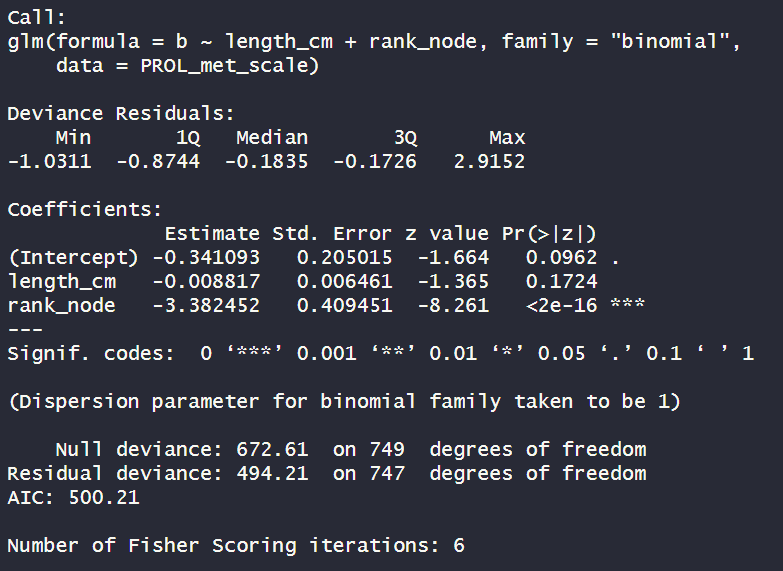 Call:
glm(formula = b ~ length_cm + rank_node, family = "binomial",
    data = PROL_met_scale)

Deviance Residuals:
    Min       1Q   Median       3Q      Max
-1.0311  -0.8744  -0.1835  -0.1726   2.9152

Coefficients:
             Estimate Std. Error z value Pr(>|z|)
(Intercept) -0.341093   0.205015  -1.664   0.0962 .
length_cm   -0.008817   0.006461  -1.365   0.1724
rank_node   -3.382452   0.409451  -8.261   <2e-16 ***
---
Signif. codes:  0 ‘***’ 0.001 ‘**’ 0.01 ‘*’ 0.05 ‘.’ 0.1 ‘ ’ 1

(Dispersion parameter for binomial family taken to be 1)

    Null deviance: 672.61  on 749  degrees of freedom
Residual deviance: 494.21  on 747  degrees of freedom
AIC: 500.21

Number of Fisher Scoring iterations: 6